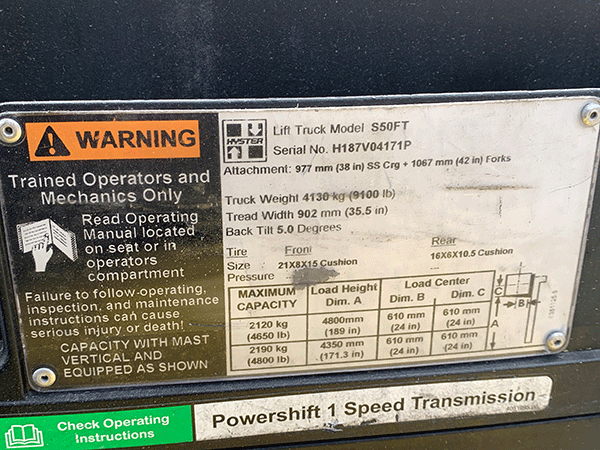 WARNING
Trained Operators and
Mechanics Only
Read Operating
Manual located
on seat or in
operators
compartment
Failure to follow operating,
inspection, and maintenance
instructions can cause
serious injury or death!
CAPACITY WITH MAST
VERTICAL AND
EQUIPPED AS SHOWN
HYSTER
Lift Truck Model S50FT
Serial No. H187V04171P
Attachment: 977 mm (38 in) SS Crg + 1067 mm (42 in) Forks
Truck Weight 4130 kg (9100 lb)
Tread Width 902 mm (35.5 in)
Back Tilt 5.0 Degrees
Tire Front Rear
Size 21X8X15 Cushion 16X6X10.5 Cushion
Pressure
MAXIMUM CAPACITY Load Height Dim. A Load Center Dim. B Dim. C
2120 kg (4650 lb) 4800mm (189 in) 610 mm (24 in) 610 mm (24 in)
2190 kg (4800 lb) 4350 mm (171.3 in) 610 mm (24 in) 610 mm (24 in)
C
B
A
Check Operating
Instructions
Powershift 1 Speed Transmission